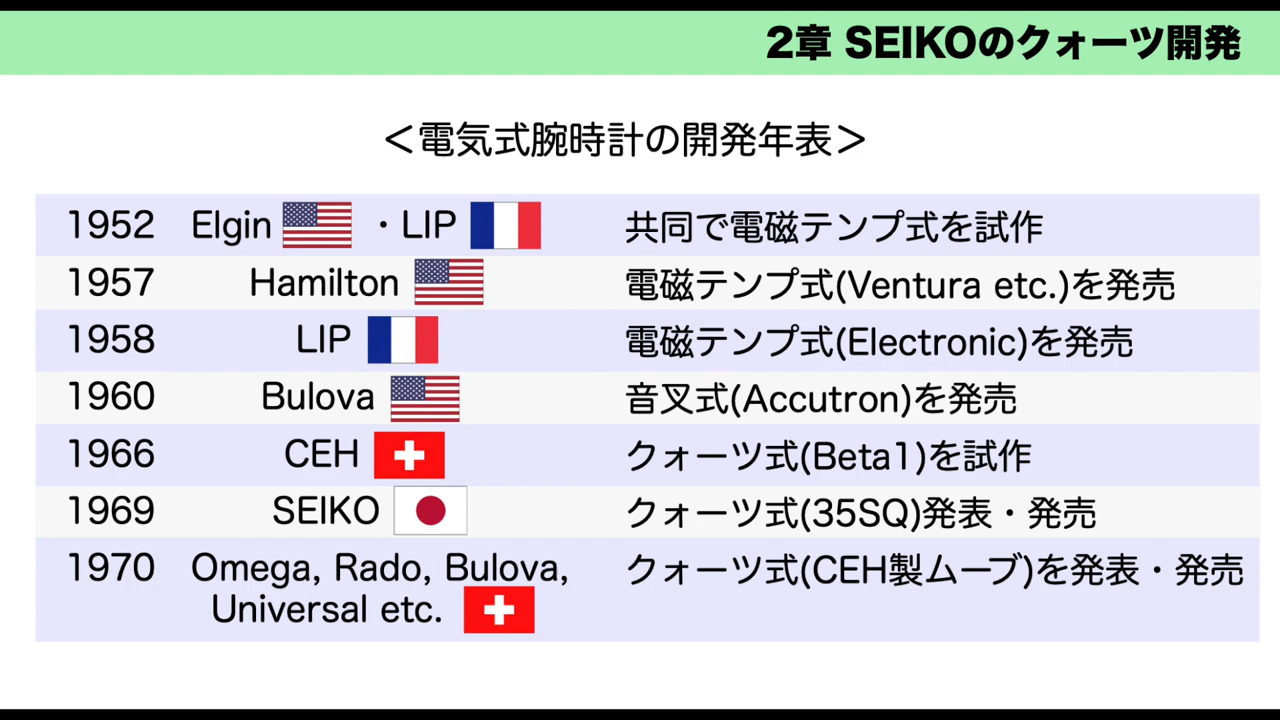 2章 SEIKOのクォーツ開発
＜電気式腕時計の開発年表＞
1952 Elgin ・LIP 共同で電磁テンプ式を試作
1957 Hamilton 電磁テンプ式(Ventura etc.)を発売
1958 LIP 電磁テンプ式(Electronic)を発売
1960 Bulova 音叉式(Accutron)を発売
1966 CEH クォーツ式(Beta1)を試作
1969 SEIKO クォーツ式(35SQ)発表・発売
1970 Omega, Rado, Bulova, クォーツ式(CEH製ムーブ)を発表・発売
Universal etc.